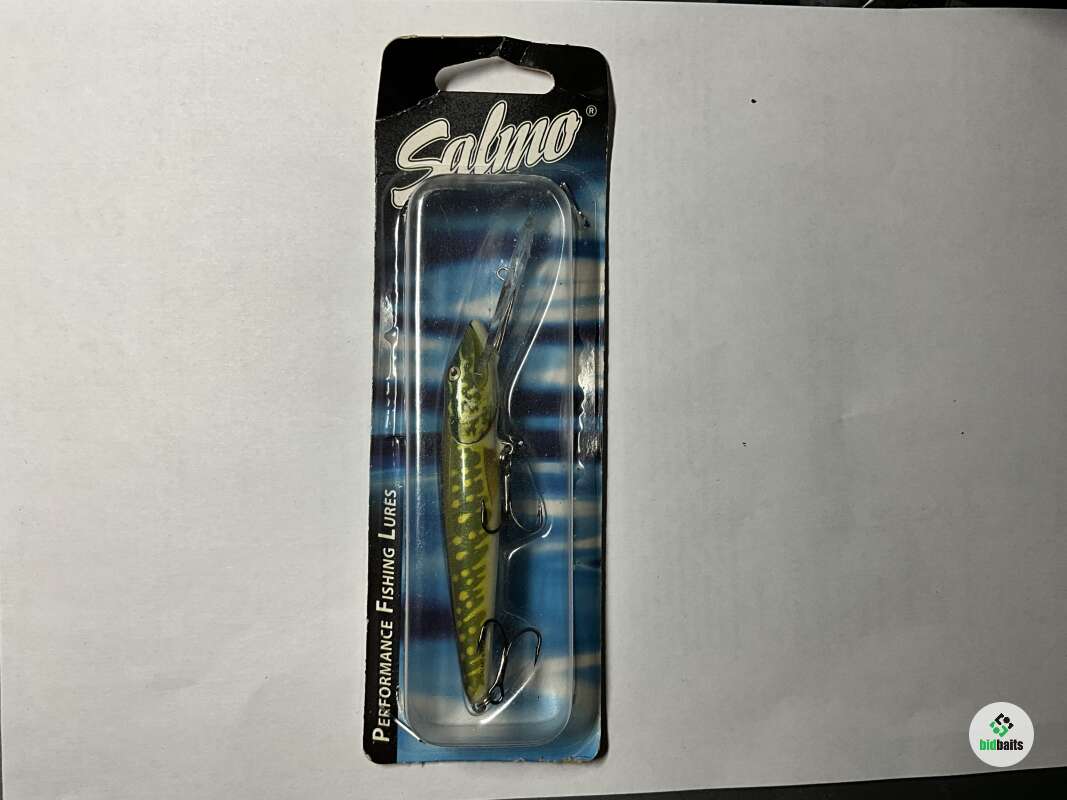 Salmo®
PERFORMANCE FISHING LURES
bidbaits